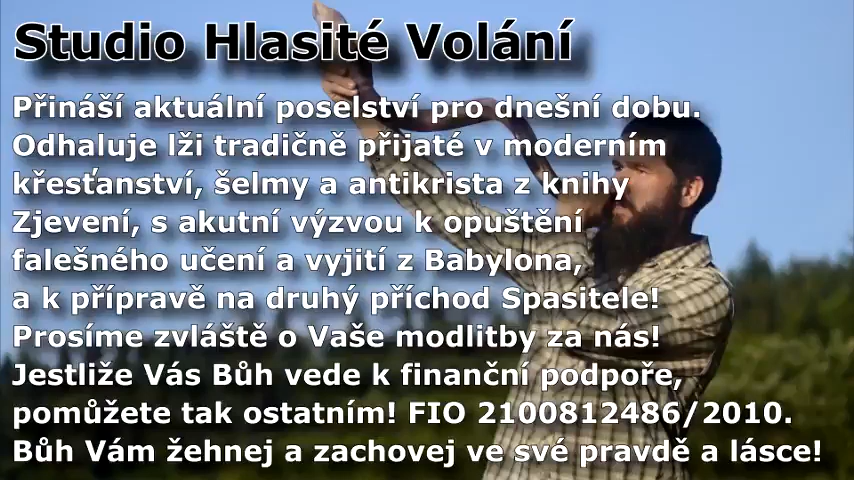 Studio Hlasité Volání
Přináší aktuální poselství pro dnešní dobu.
Odhaluje lži tradičně přijaté v moderním
křesťanství, šelmy a antikrista z knihy
Zjevení, s akutní výzvou k opuštění
falešného učení a vyjití z Babylona,
a k přípravě na druhý příchod Spasitele!
Prosíme zvláště o Vaše modlitby za nás!
Jestliže Vás Bůh vede k finanční podpoře,
pomůžete tak ostatním! FIO 2100812486/2010.
Bůh Vám žehnej a zachovej ve své pravdě a lásce!